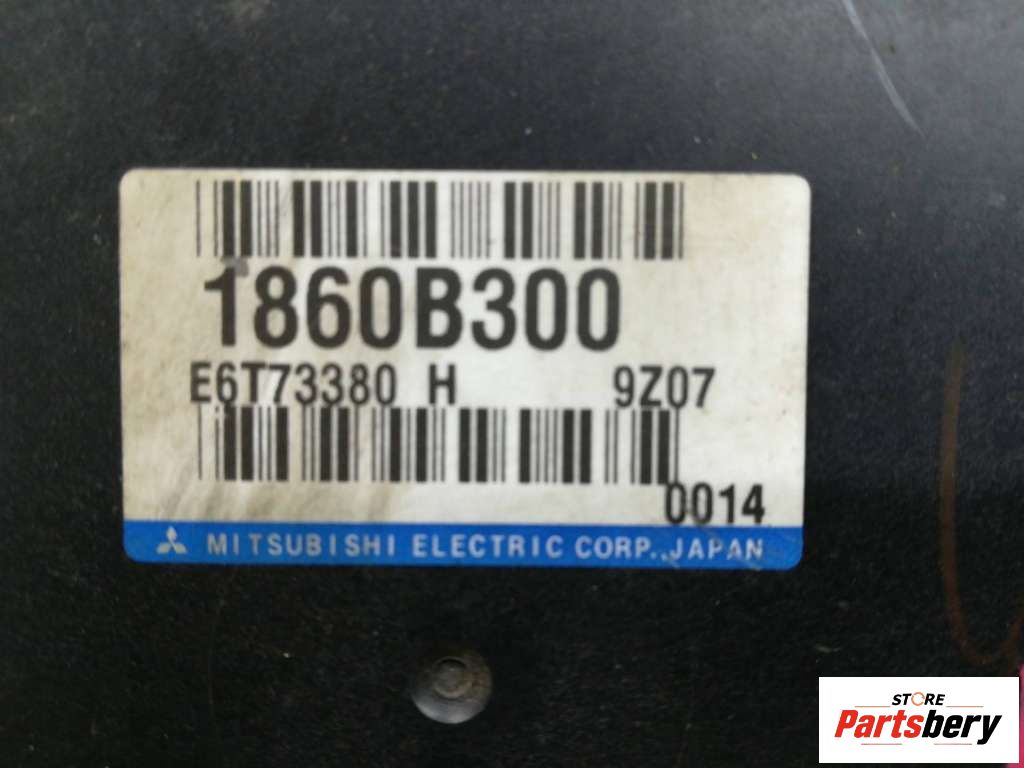 1860B300
E6T73380 H 9Z07
0014
MITSUBISHI ELECTRIC CORP., JAPAN
STORE
Partsbery